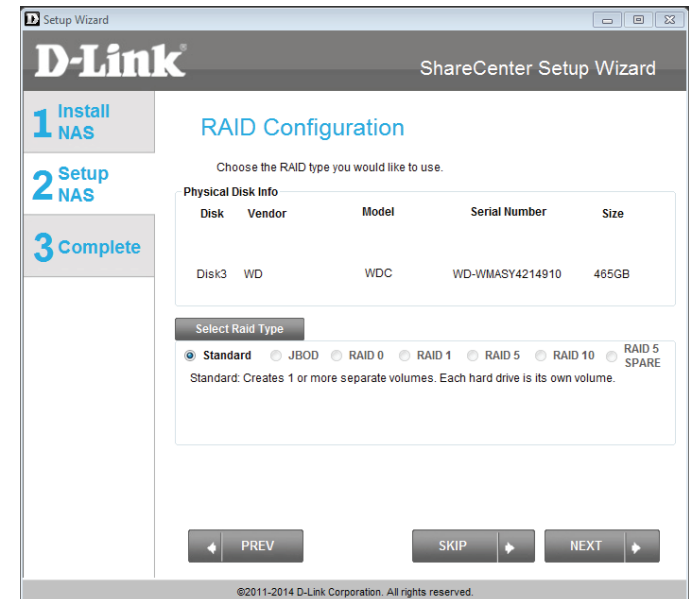 Setup Wizard
D-Link
ShareCenter Setup Wizard
1 Install NAS
2 Setup NAS
3 Complete
RAID Configuration
Choose the RAID type you would like to use.
Physical Disk Info
Disk Vendor Model Serial Number Size
Disk3 WD WDC WD-WMASY4214910 465GB
Select Raid Type
Standard JBOD RAID 0 RAID 1 RAID 5 RAID 10 RAID 5 SPARE
Standard: Creates 1 or more separate volumes. Each hard drive is its own volume.
PREV SKIP NEXT
©2011-2014 D-Link Corporation. All rights reserved.